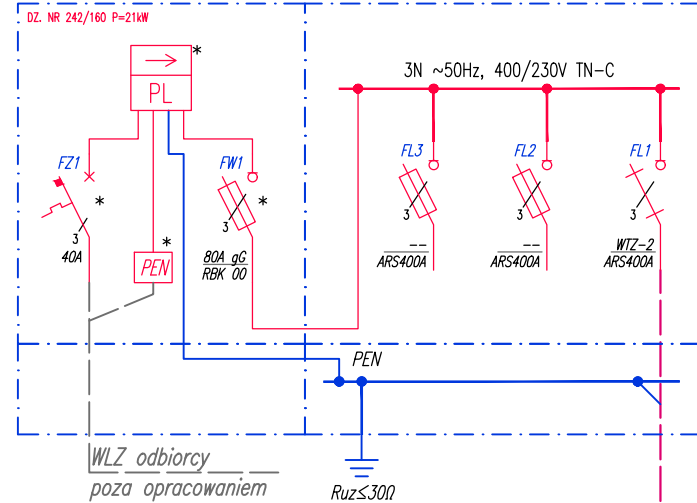 DZ. NR 242/160 P=21kW
*
PL
3N ~50Hz, 400/230V TN-C
FZ1
FW1
FL3
FL2
FL1
*
*
3
3
3
3
3
*
40A
PEN
80A gG
RBK 00
--
ARS400A
--
ARS400A
WTZ-2
ARS400A
PEN
WLZ odbiorcy
poza opracowaniem
Ruz≤30Ω